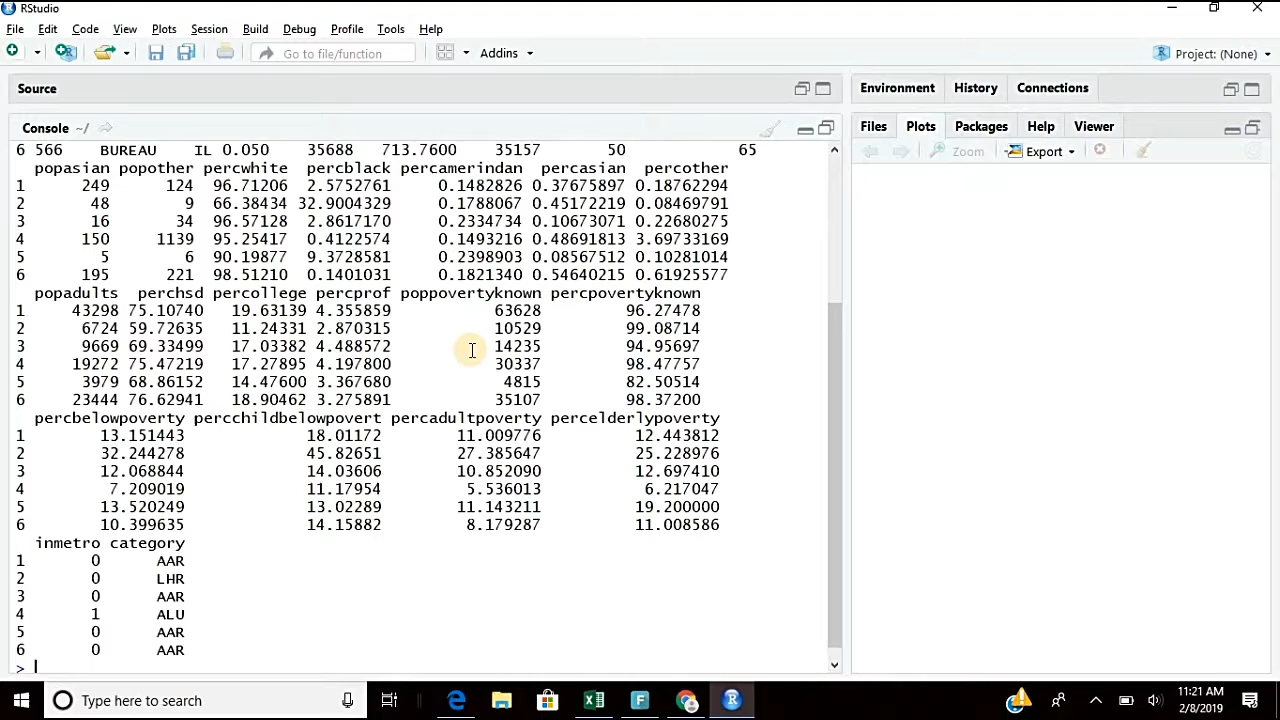 RStudio
File Edit Code View Plots Session Build Debug Profile Tools Help
Go to file/function Addins Project: (None)
Source
Environment History Connections
Console ~/
Files Plots Packages Help Viewer
Zoom Export
6 566 BUREAU IL 0.050 35688 713.7600 35157 50 65
popasian popother percwhite percblack percamerindan percasian percother
1 249 124 96.71206 2.5752761 0.1482826 0.37675897 0.18762294
2 48 9 66.38434 32.9004329 0.1788067 0.45172219 0.08469791
3 16 34 96.57128 2.8617170 0.2334734 0.10673071 0.22680275
4 150 1139 95.25417 0.4122574 0.1493216 0.48691813 3.69733169
5 5 6 90.19877 9.3728581 0.2398903 0.08567512 0.10281014
6 195 221 98.51210 0.1401031 0.1821340 0.54640215 0.61925577
popadults perchsd percollege percprof poppovertyknown percpovertyknown
1 43298 75.10740 19.63139 4.355859 63628 96.27478
2 6724 59.72635 11.24331 2.870315 10529 99.08714
3 9669 69.33499 17.03382 4.488572 14235 94.95697
4 19272 75.47219 17.27895 4.197800 30337 98.47757
5 3979 68.86152 14.47600 3.367680 4815 82.50514
6 23444 76.62941 18.90462 3.275891 35107 98.37200
percbelowpoverty percchildbelowpovert percadultpoverty percelderlypoverty
1 13.151443 18.01172 11.009776 12.443812
2 32.244278 45.82651 27.385647 25.228976
3 12.068844 14.03606 10.852090 12.697410
4 7.209019 11.17954 5.536013 6.217047
5 13.520249 13.02289 11.143211 19.200000
6 10.399635 14.15882 8.179287 11.008586
inmetro category
1 0 AAR
2 0 LHR
3 0 AAR
4 1 ALU
5 0 AAR
6 0 AAR
>
Type here to search
11:21 AM
2/8/2019